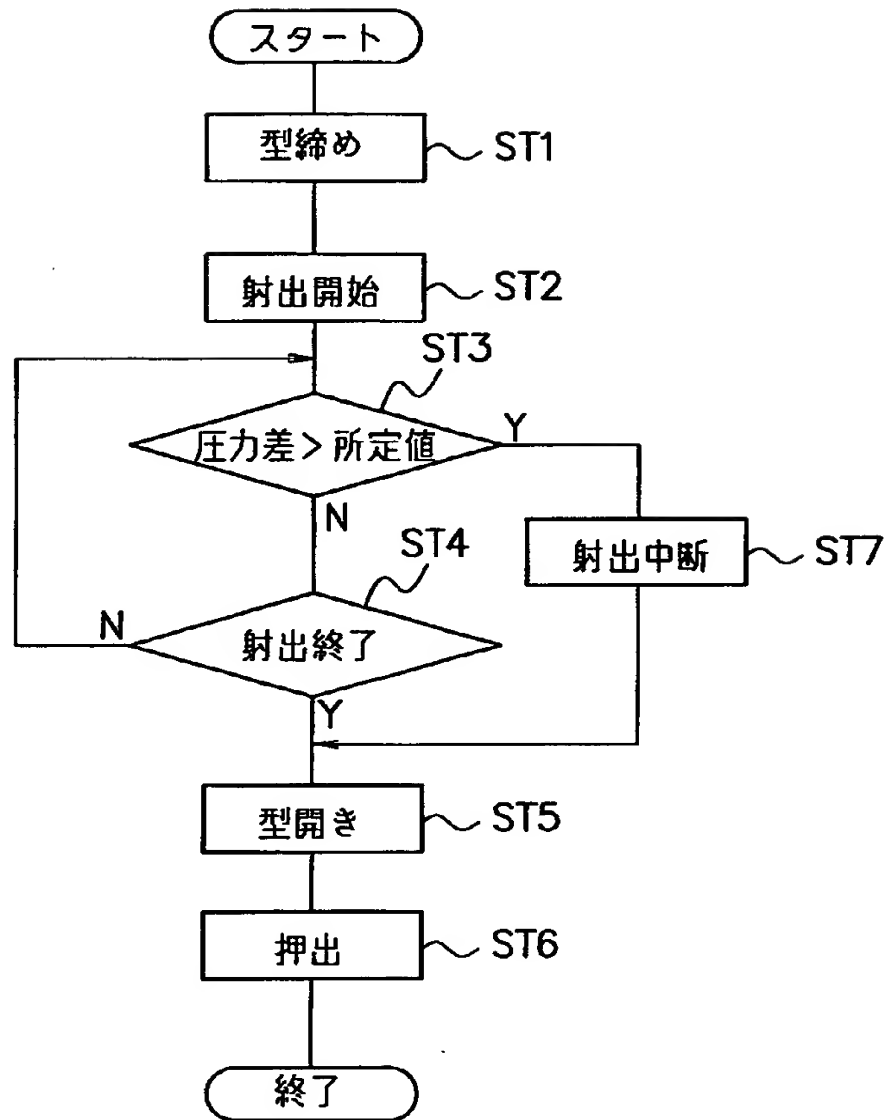 スタート
型締め
ST1
射出開始
ST2
ST3
圧力差>所定値
Y
N
射出中断
ST7
ST4
射出終了
N
Y
型開き
ST5
押出
ST6
終了